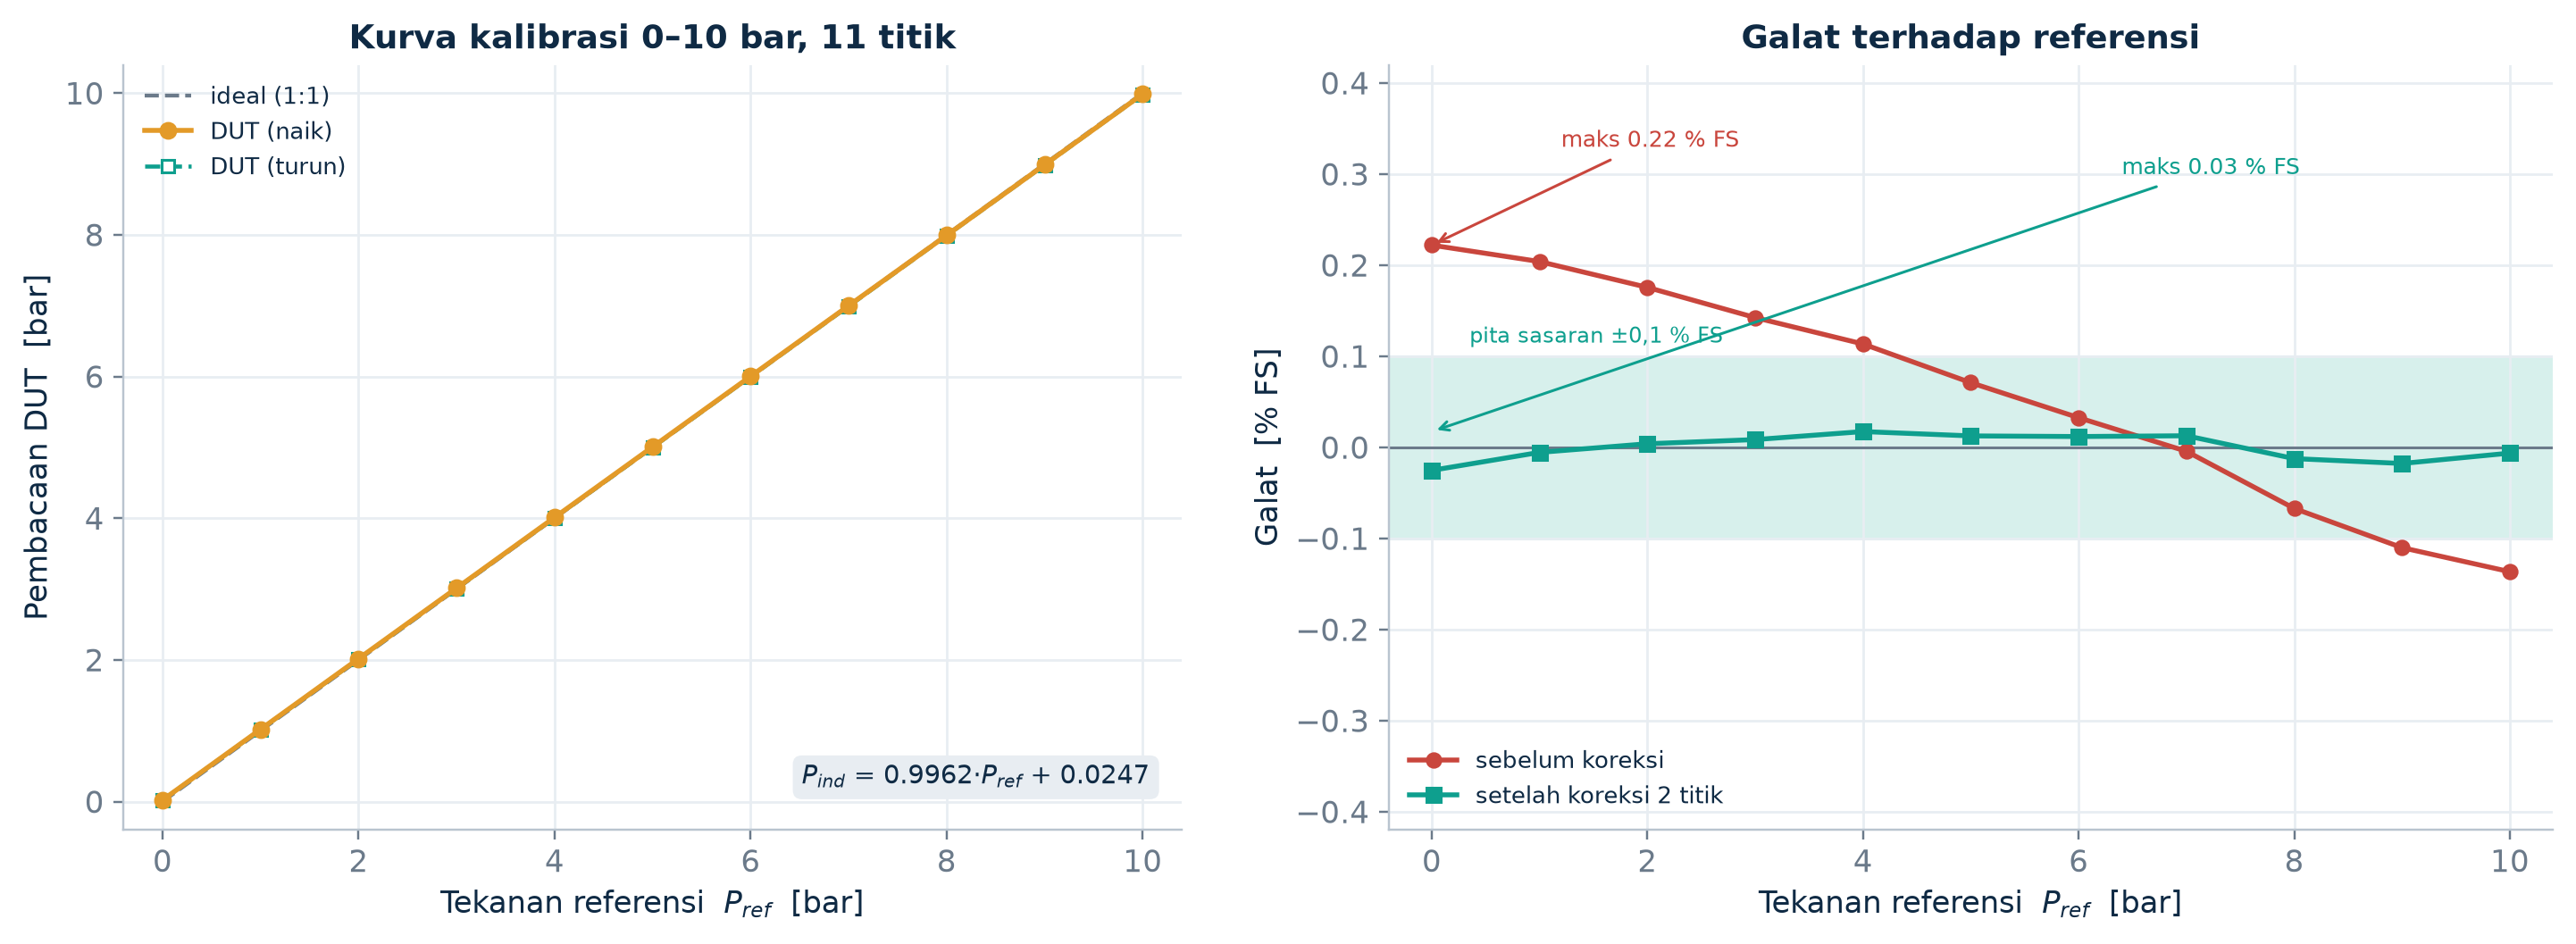 Kurva kalibrasi 0–10 bar, 11 titik
ideal (1:1)
DUT (naik)
DUT (turun)
Pembacaan DUT [bar]
10
8
6
4
2
0
P_ind = 0.9962·P_ref + 0.0247
0 2 4 6 8 10
Tekanan referensi P_ref [bar]
Galat terhadap referensi
maks 0.22 % FS
maks 0.03 % FS
pita sasaran ±0,1 % FS
Galat [% FS]
0.4
0.3
0.2
0.1
0.0
−0.1
−0.2
−0.3
−0.4
sebelum koreksi
setelah koreksi 2 titik
0 2 4 6 8 10
Tekanan referensi P_ref [bar]